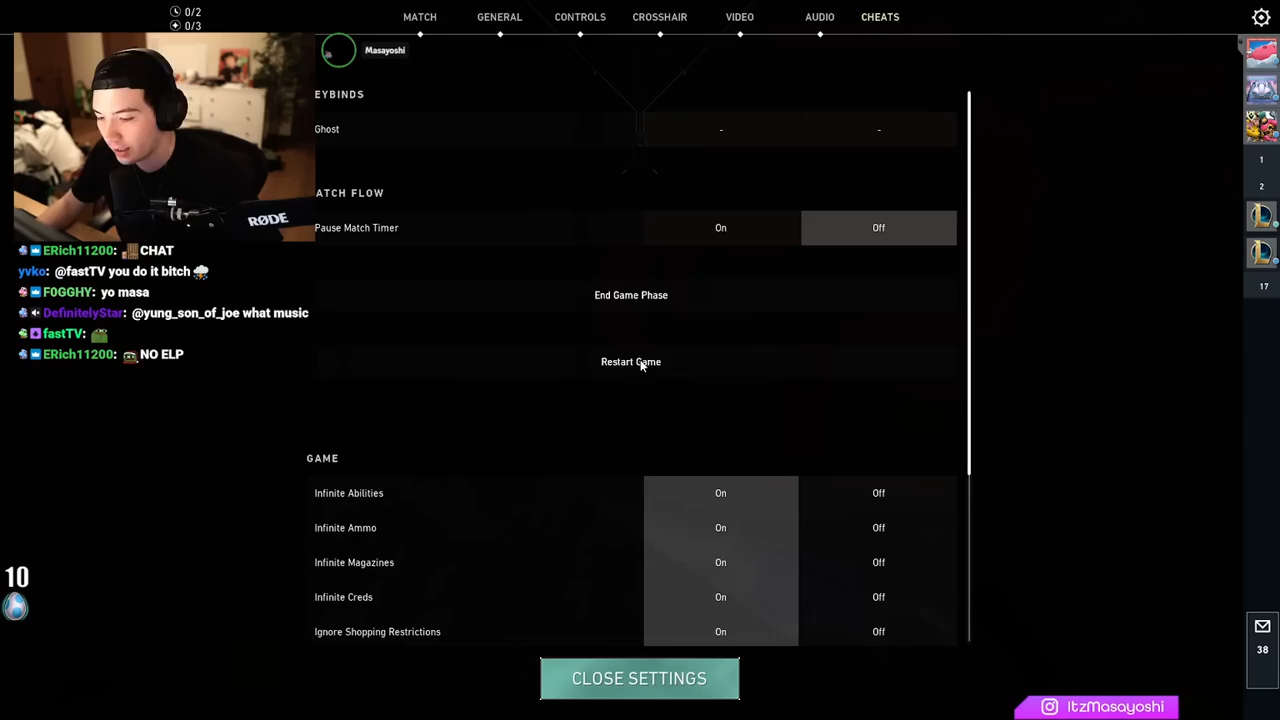 0/2
0/3
MATCH GENERAL CONTROLS CROSSHAIR VIDEO AUDIO CHEATS
Masayoshi
EYBINDS
Ghost - -
ATCH FLOW
Pause Match Timer On Off
End Game Phase
Restart Game
GAME
Infinite Abilities On Off
Infinite Ammo On Off
Infinite Magazines On Off
Infinite Creds On Off
Ignore Shopping Restrictions On Off
CLOSE SETTINGS
RØDE
ERich11200: CHAT
yvko: @fastTV you do it bitch
F0GGHY: yo masa
DefinitelyStar: @yung_son_of_joe what music
fastTV:
ERich11200: NO ELP
10
1
2
17
38
ItzMasayoshi